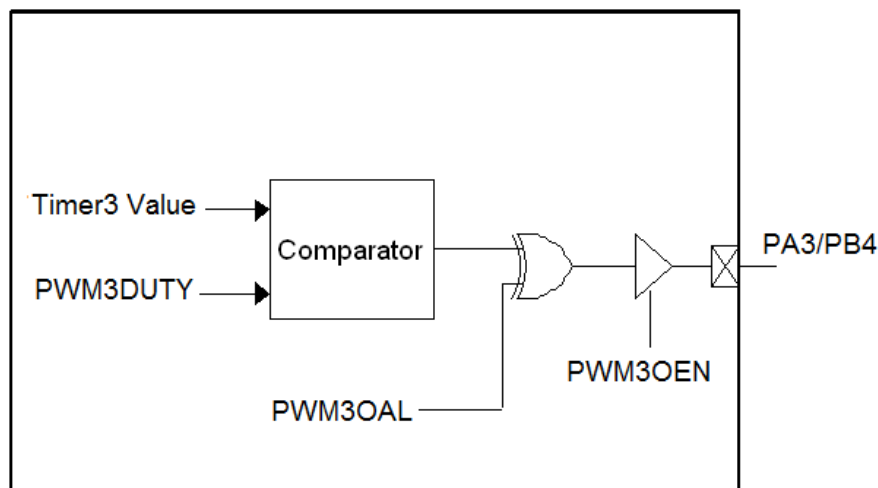 Timer3 Value
Comparator
PA3/PB4
PWM3DUTY
PWM3OEN
PWM3OAL